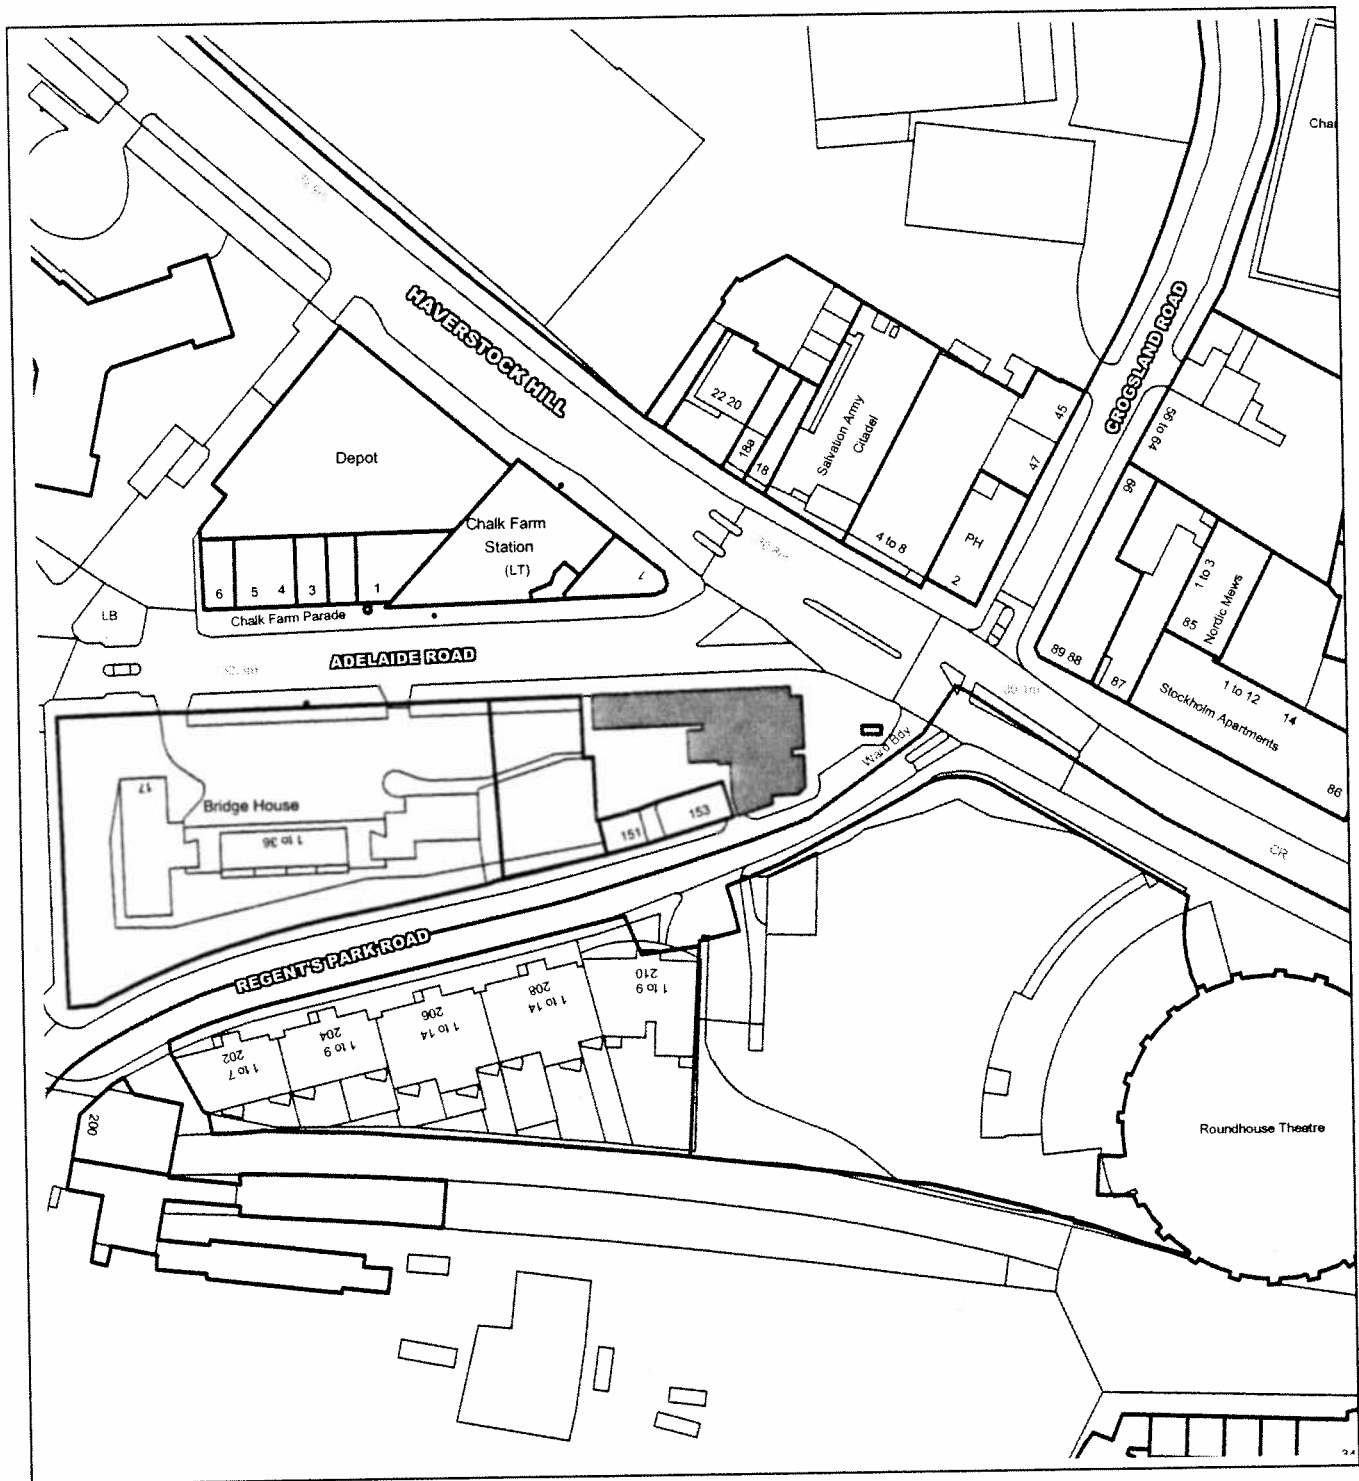 Char
HAVERSTOCK HILL
CROGSLAND ROAD
22 20
18a
18
Salvation Army
Citadel
45
47
56 to 64
66
Depot
Chalk Farm
Station
(LT)
4 to 8
PH
2
1 to 3
Nordic Mews
85
6
5
4
3
1
7
Chalk Farm Parade
LB
ADELAIDE ROAD
89 88
87
1 to 12
14
Stockholm Apartments
86
Ward Bdy
17
Bridge House
1 to 36
151
153
CR
REGENT'S PARK ROAD
210
1 to 9
208
1 to 14
206
1 to 14
204
1 to 9
202
1 to 7
200
Roundhouse Theatre